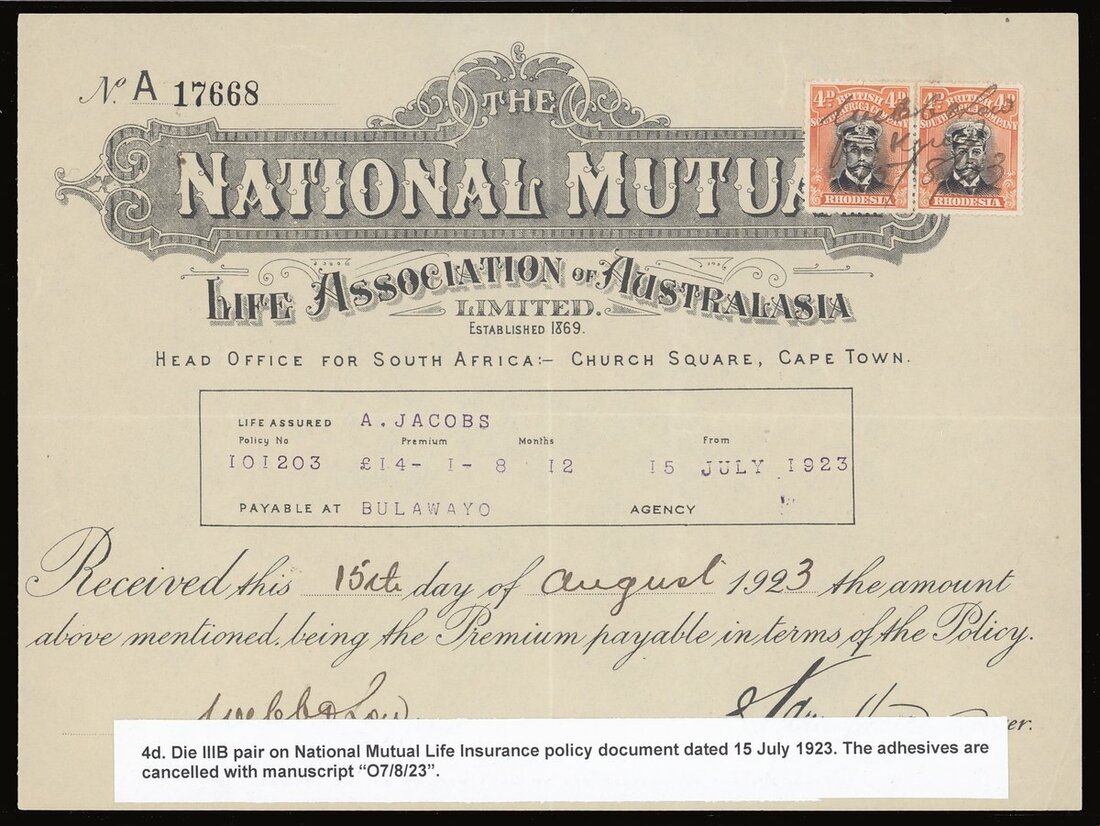 No. A 17668
THE
NATIONAL MUTUA
LIFE ASSOCIATION OF AUSTRALASIA
LIMITED.
ESTABLISHED 1869.
HEAD OFFICE FOR SOUTH AFRICA:– CHURCH SQUARE, CAPE TOWN.
4D BRITISH 4D
SOUTH AFRICA COMPANY
RHODESIA
4D BRITISH 4D
SOUTH AFRICA COMPANY
RHODESIA
LIFE ASSURED A. JACOBS
Policy No Premium Months From
101203 £14- 1- 8 12 15 JULY 1923
PAYABLE AT BULAWAYO AGENCY
Received this 15th day of August 1923 the amount
above mentioned, being the Premium payable in terms of the Policy.
4d. Die IIIB pair on National Mutual Life Insurance policy document dated 15 July 1923. The adhesives are
cancelled with manuscript “O7/8/23”.